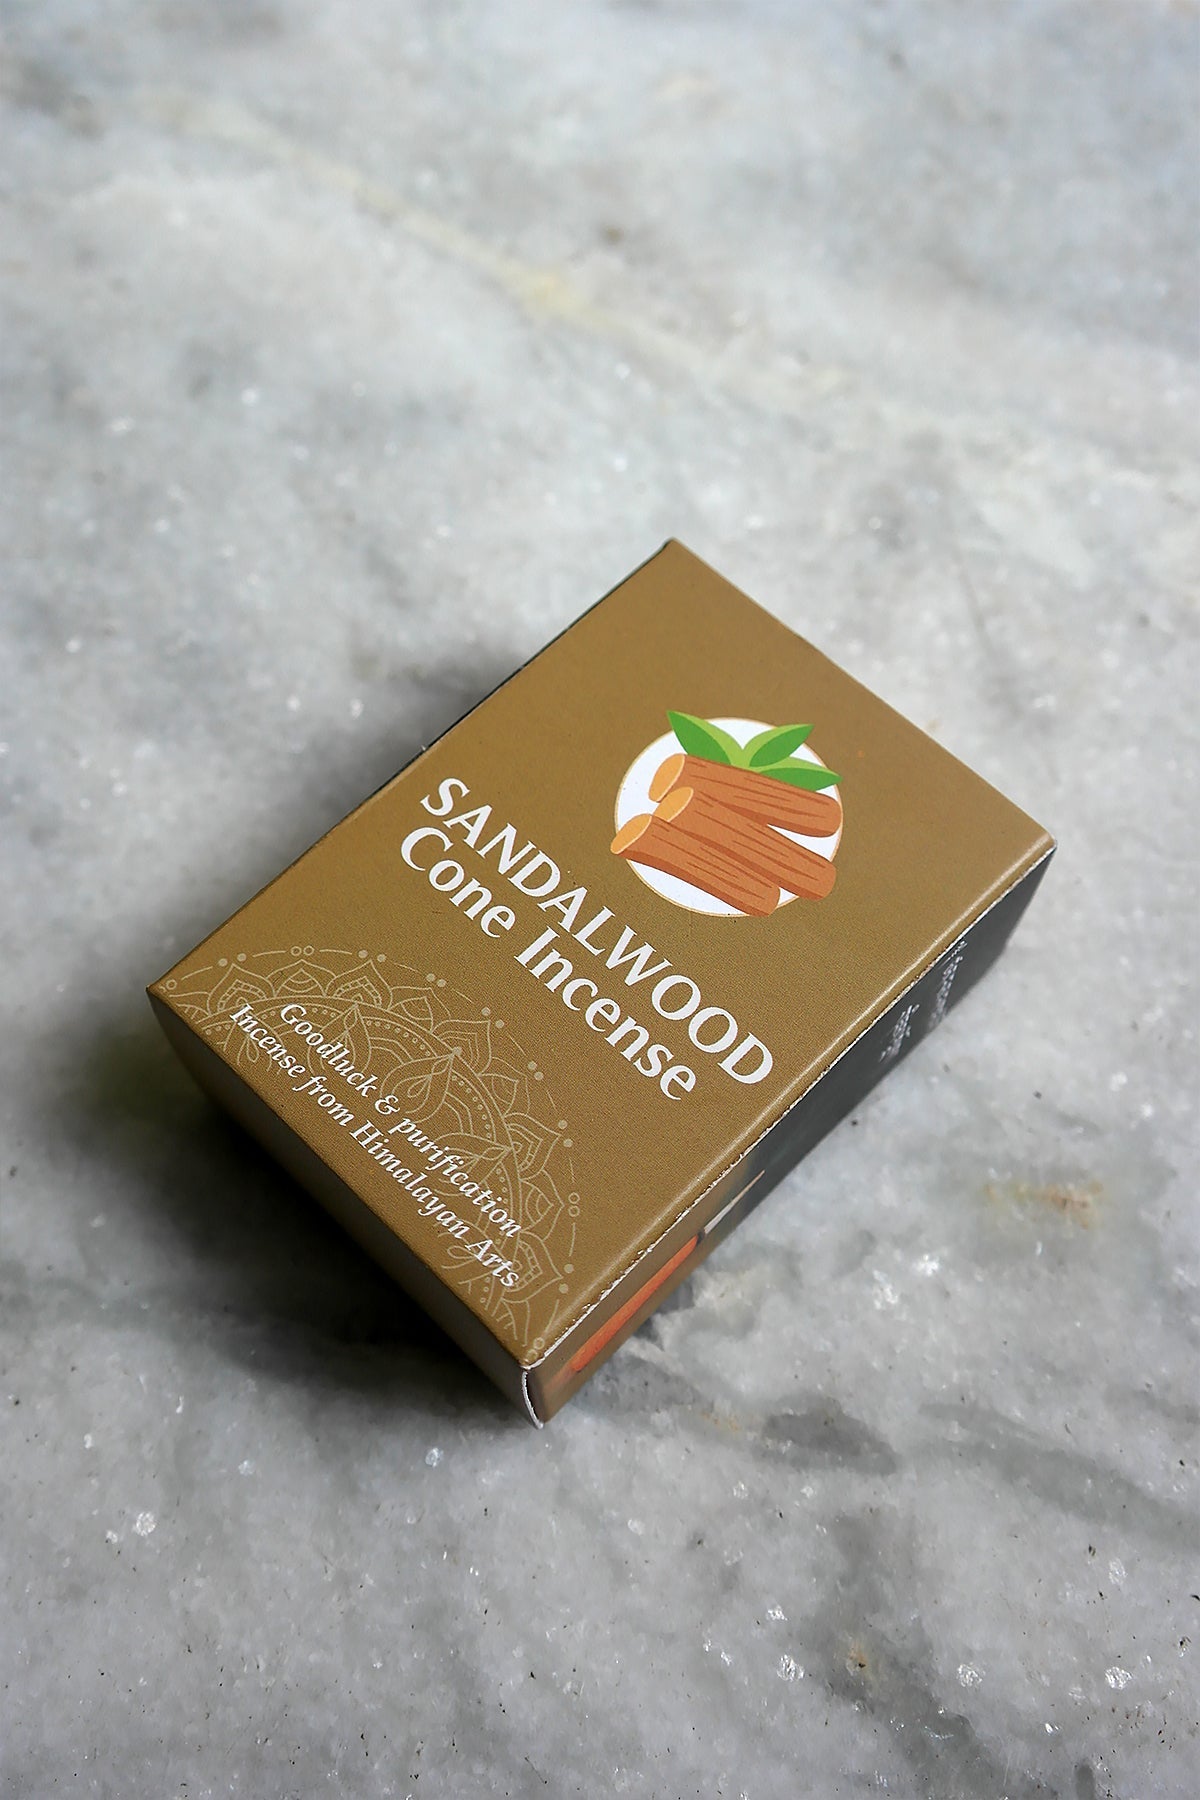 SANDALWOOD
Cone Incense
Goodluck & purification
Incense from Himalayan Arts